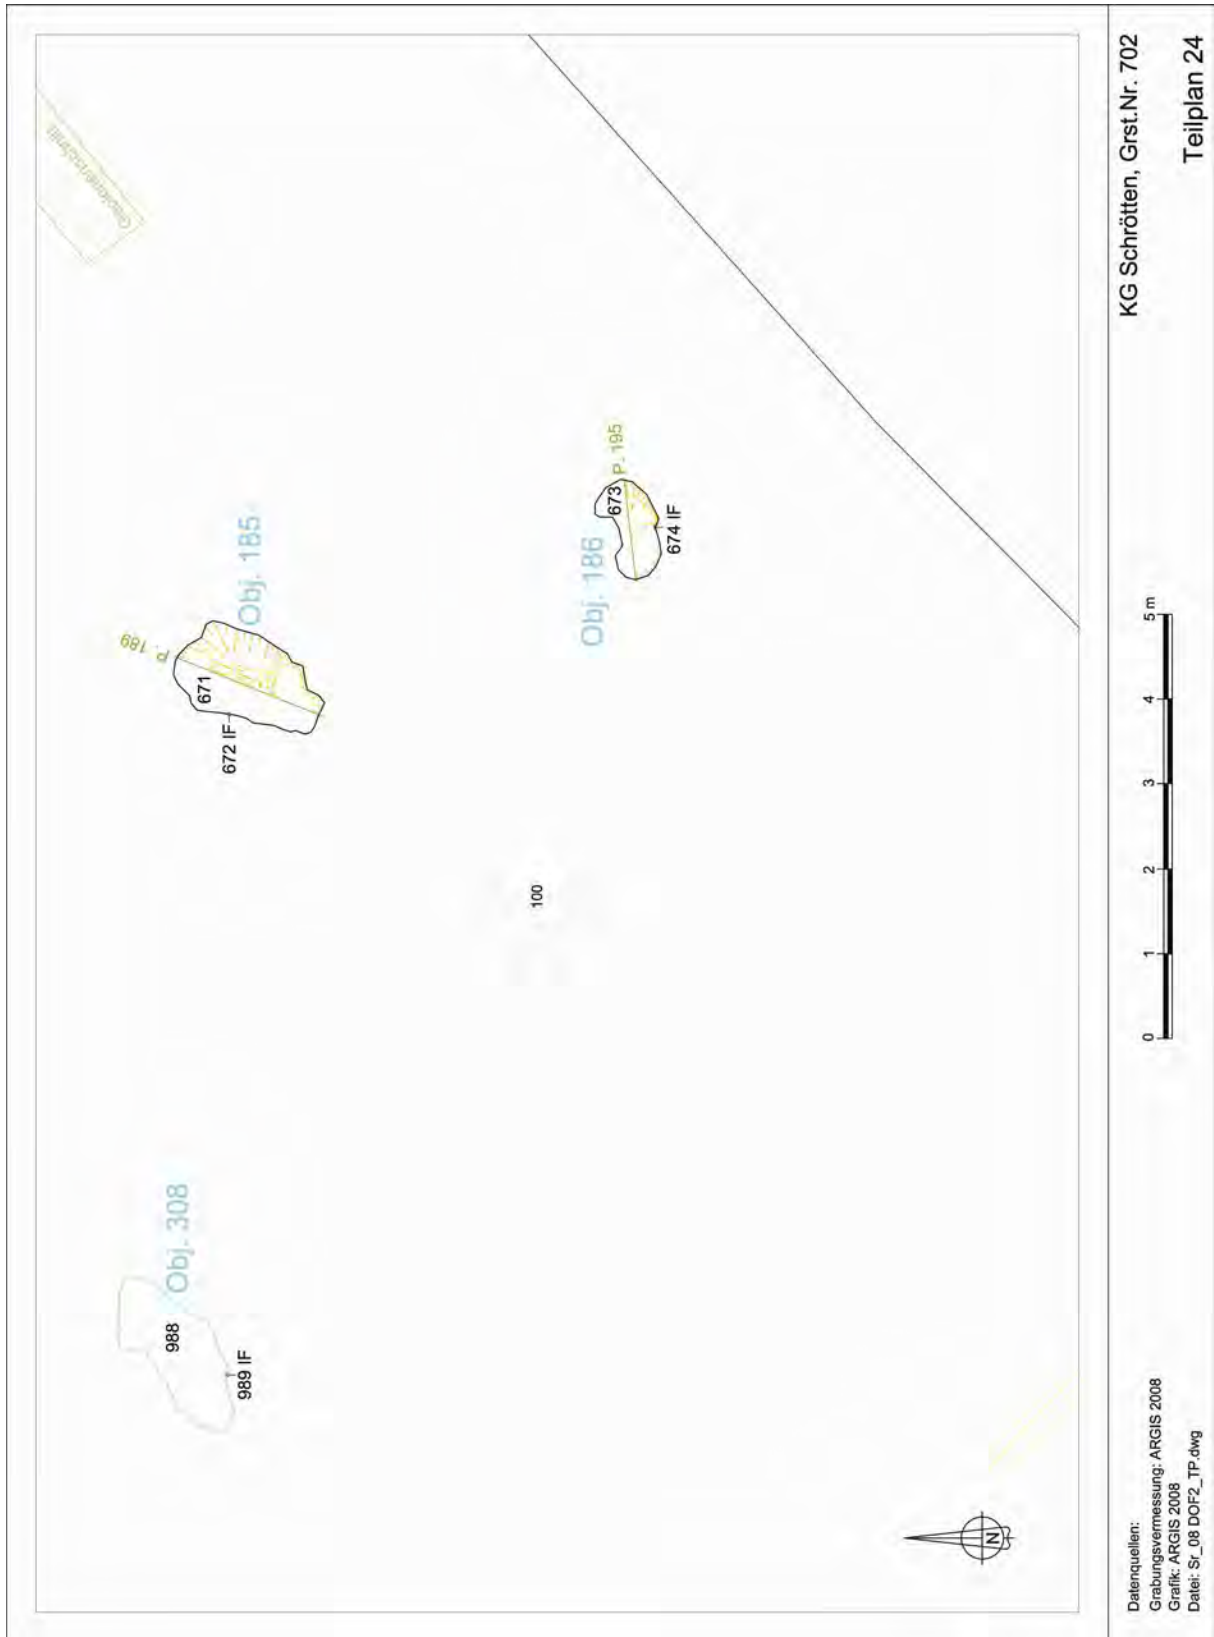 Obj. 308
988
989 IF
P. 189
671
672 IF
Obj. 185
Obj. 186
673
P. 195
674 IF
100
N
Datenquellen:
Grabungsvermessung: ARGIS 2008
Grafik: ARGIS 2008
Datei: Sr_08 DOF2_TP.dwg
0 1 2 3 4 5 m
KG Schrötten, Grst.Nr. 702
Teilplan 24